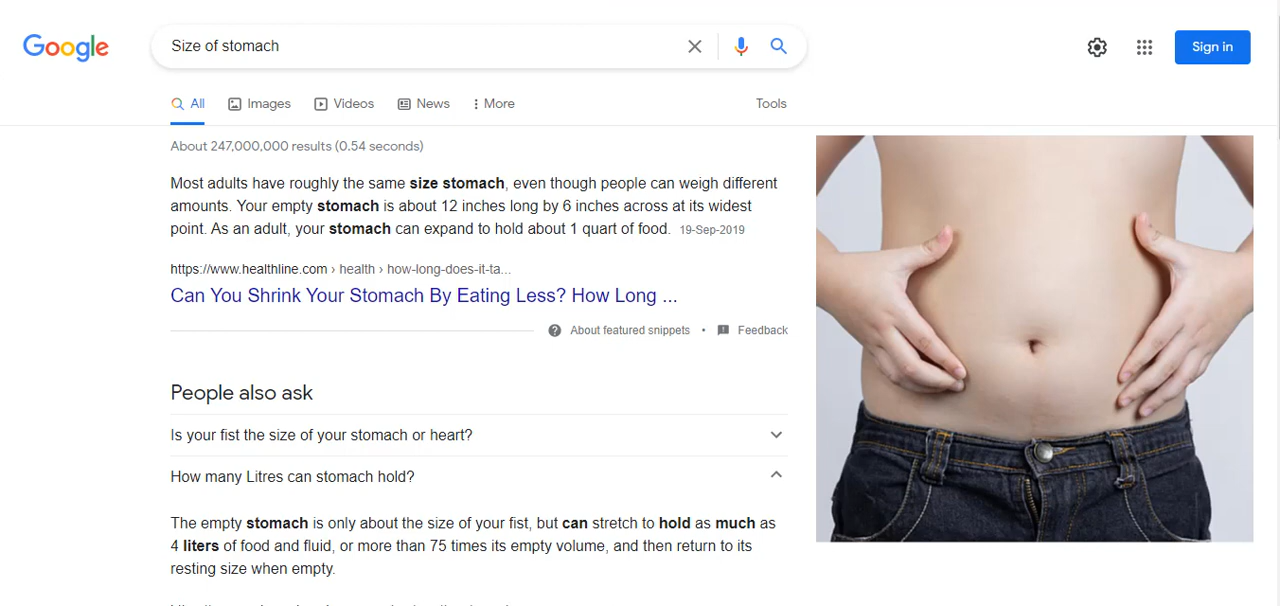 Google
Size of stomach
Sign in
All Images Videos News More Tools
About 247,000,000 results (0.54 seconds)
Most adults have roughly the same size stomach, even though people can weigh different
amounts. Your empty stomach is about 12 inches long by 6 inches across at its widest
point. As an adult, your stomach can expand to hold about 1 quart of food. 19-Sep-2019
https://www.healthline.com › health › how-long-does-it-ta...
Can You Shrink Your Stomach By Eating Less? How Long ...
About featured snippets • Feedback
People also ask
Is your fist the size of your stomach or heart?
How many Litres can stomach hold?
The empty stomach is only about the size of your fist, but can stretch to hold as much as
4 liters of food and fluid, or more than 75 times its empty volume, and then return to its
resting size when empty.